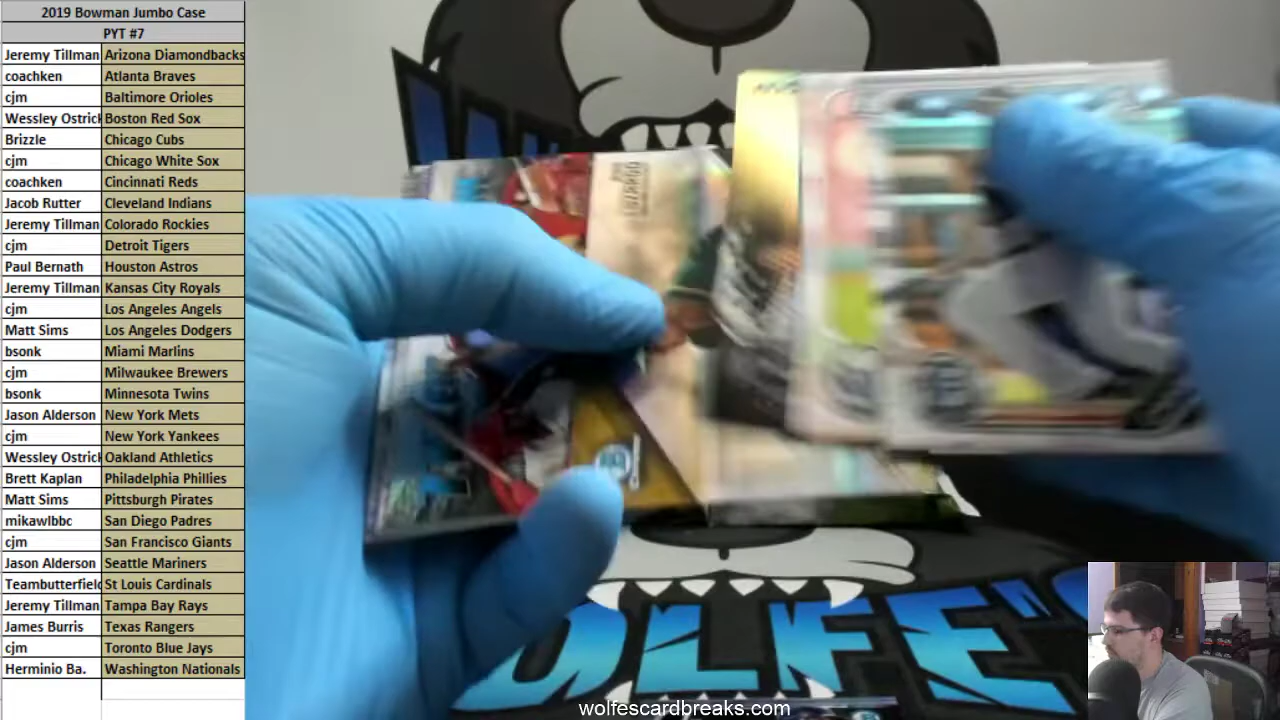 2019 Bowman Jumbo Case
PYT #7
Jeremy Tillman Arizona Diamondbacks
coachken Atlanta Braves
cjm Baltimore Orioles
Wessley Ostrick Boston Red Sox
Brizzle Chicago Cubs
cjm Chicago White Sox
coachken Cincinnati Reds
Jacob Rutter Cleveland Indians
Jeremy Tillman Colorado Rockies
cjm Detroit Tigers
Paul Bernath Houston Astros
Jeremy Tillman Kansas City Royals
cjm Los Angeles Angels
Matt Sims Los Angeles Dodgers
bsonk Miami Marlins
cjm Milwaukee Brewers
bsonk Minnesota Twins
Jason Alderson New York Mets
cjm New York Yankees
Wessley Ostrick Oakland Athletics
Brett Kaplan Philadelphia Phillies
Matt Sims Pittsburgh Pirates
mikawlbbc San Diego Padres
cjm San Francisco Giants
Jason Alderson Seattle Mariners
Teambutterfield St Louis Cardinals
Jeremy Tillman Tampa Bay Rays
James Burris Texas Rangers
cjm Toronto Blue Jays
Herminio Ba. Washington Nationals
OLFE'S
wolfescardbreaks.com